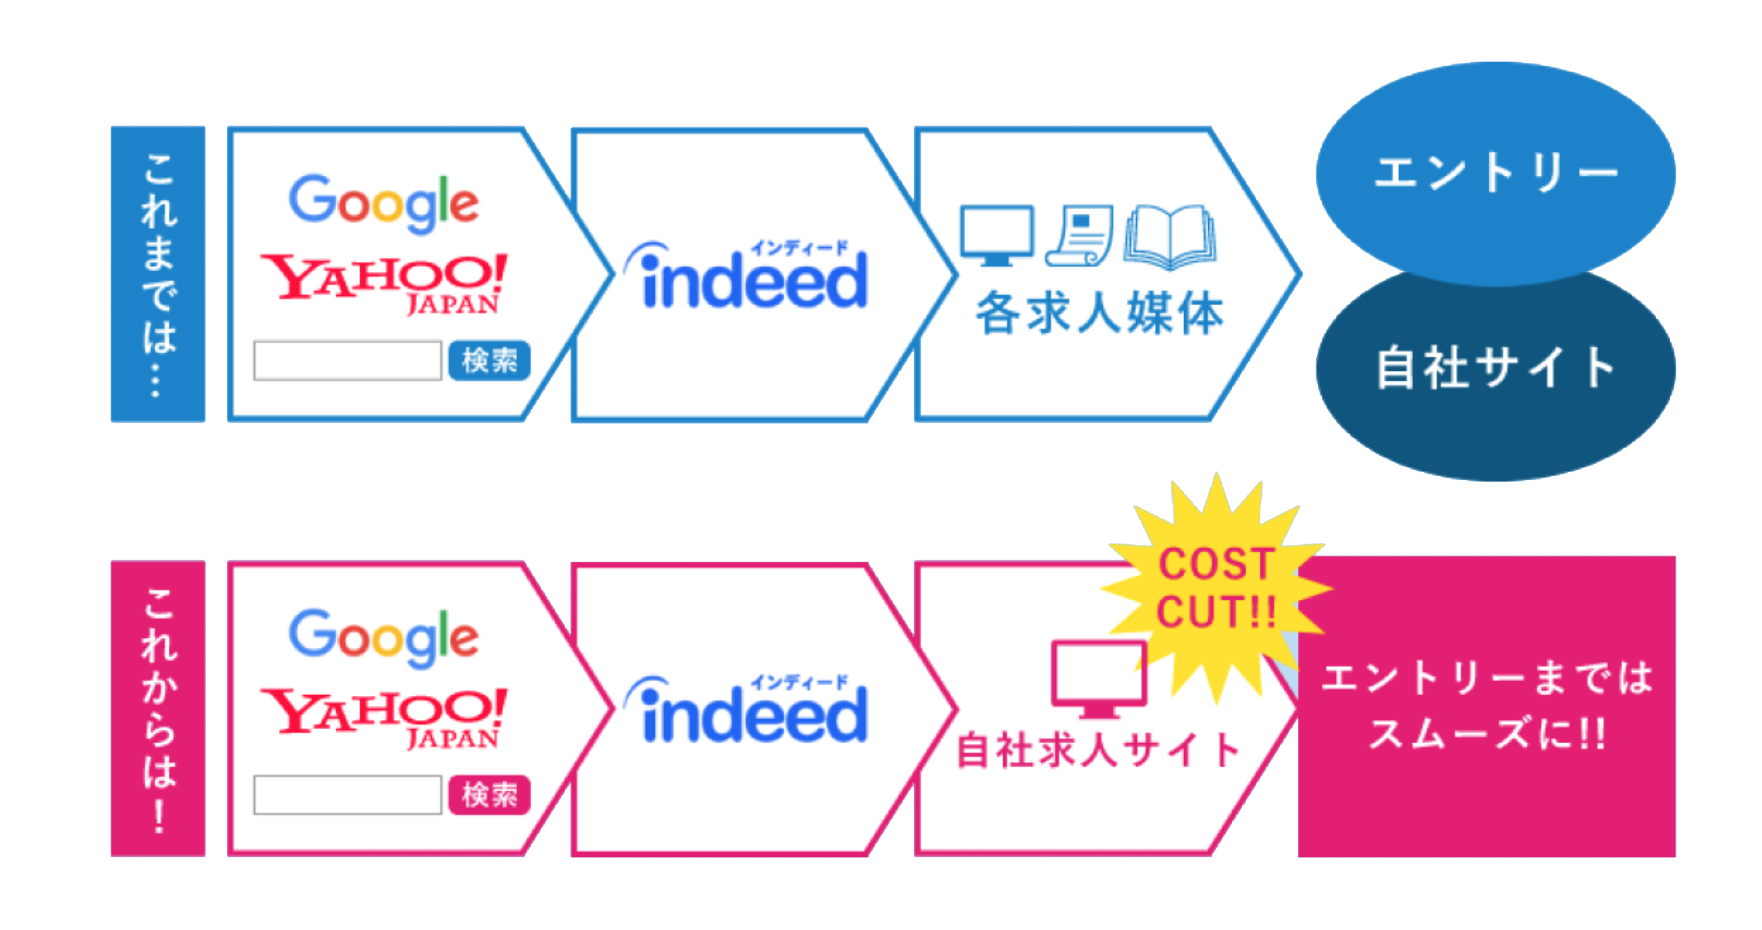 これまでは…
Google
YAHOO!
JAPAN
検索
インディード
indeed
各求人媒体
エントリー
自社サイト
これからは！
Google
YAHOO!
JAPAN
検索
インディード
indeed
自社求人サイト
COST
CUT!!
エントリーまでは
スムーズに!!